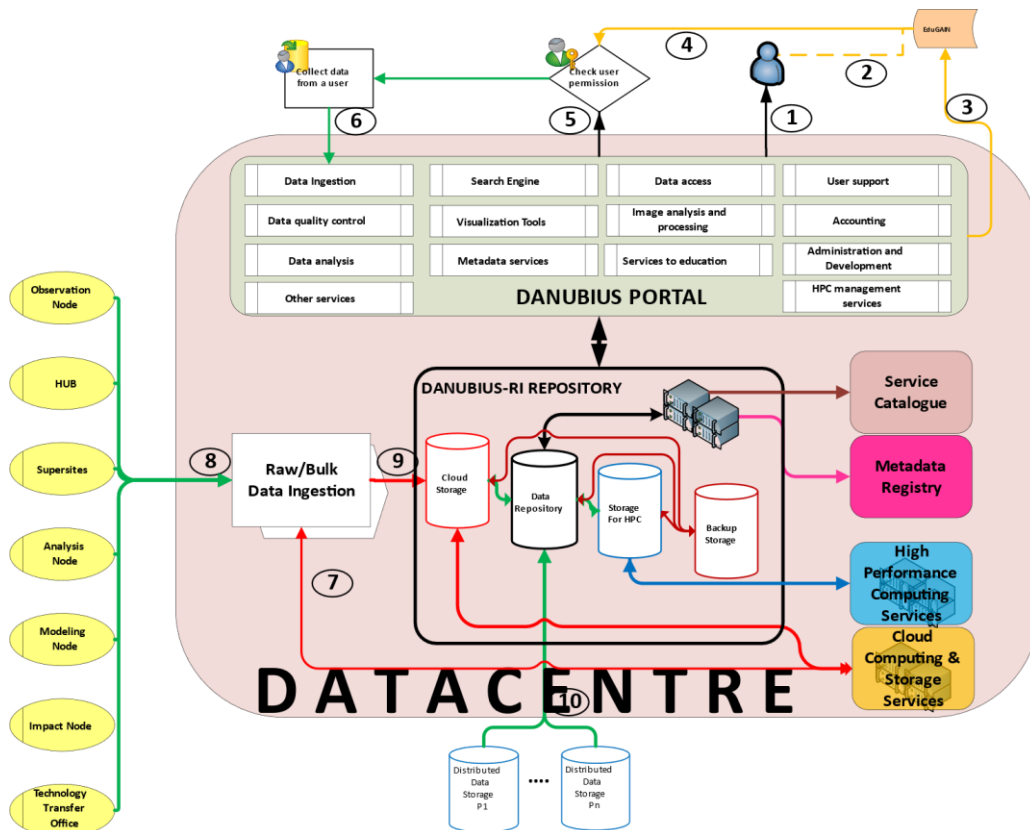 EduGAIN
4
2
3
Collect data
from a user
Check user
permission
6
5
1
Data Ingestion
Search Engine
Data access
User support
Data quality control
Visualization Tools
Image analysis and
processing
Accounting
Data analysis
Metadata services
Services to education
Administration and
Development
Other services
DANUBIUS PORTAL
HPC management
services
Observation
Node
HUB
Supersites
Analysis
Node
Modeling
Node
Impact Node
Technology
Transfer
Office
8
Raw/Bulk
Data Ingestion
9
7
DANUBIUS-RI REPOSITORY
Cloud
Storage
Data
Repository
Storage
For HPC
Backup
Storage
Service
Catalogue
Metadata
Registry
High
Performance
Computing
Services
Cloud
Computing &
Storage
Services
DATACENTRE
10
Distributed
Data
Storage
P1
....
Distributed
Data
Storage
Pn